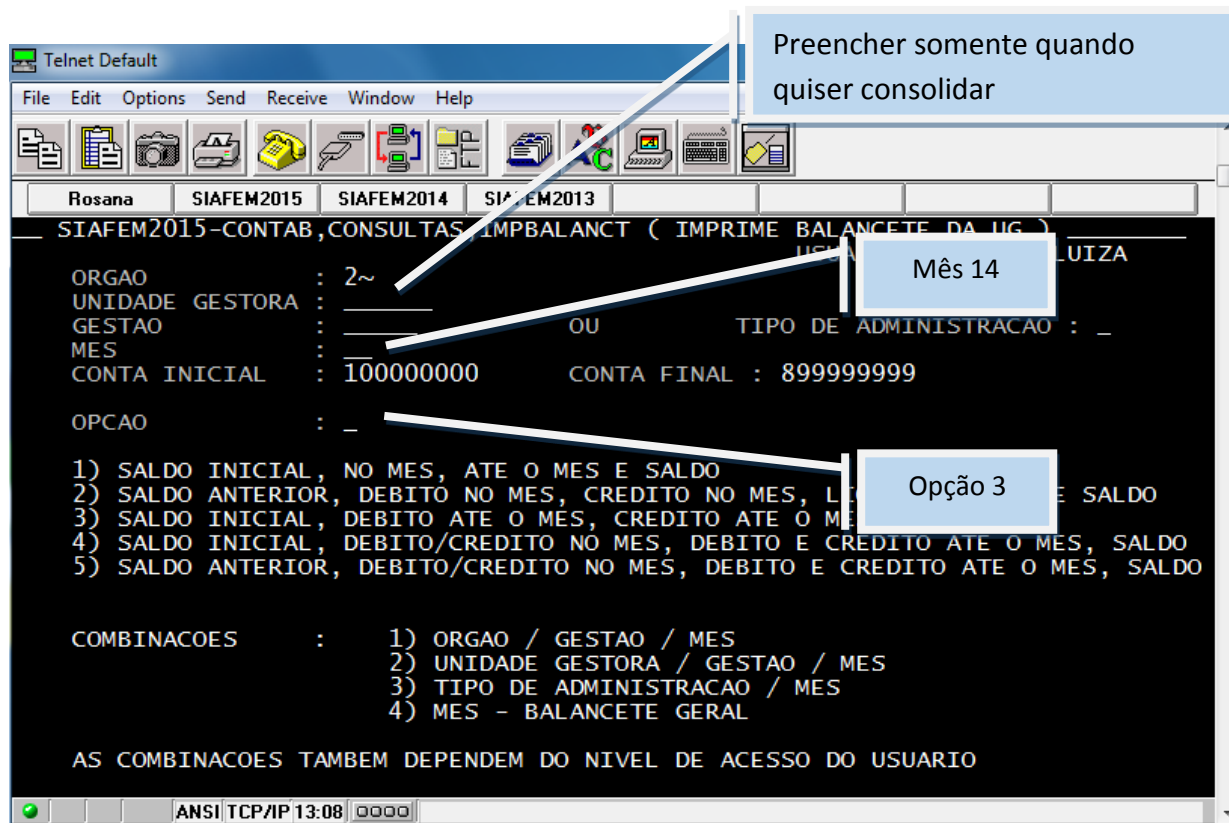 Preencher somente quando
quiser consolidar
Telnet Default
File Edit Options Send Receive Window Help
FTP
Rosana SIAFEM2015 SIAFEM2014 SIAFEM2013
SIAFEM2015-CONTAB,CONSULTAS,IMPBALANCT ( IMPRIME BALANCETE DA UG )
LUIZA
Mês 14
ORGAO : 2~
UNIDADE GESTORA :
GESTAO : OU TIPO DE ADMINISTRACAO : _
MES : __
CONTA INICIAL : 100000000 CONTA FINAL : 899999999
OPCAO : _
Opção 3
1) SALDO INICIAL, NO MES, ATE O MES E SALDO
2) SALDO ANTERIOR, DEBITO NO MES, CREDITO NO MES, E SALDO
3) SALDO INICIAL, DEBITO ATE O MES, CREDITO ATE O
4) SALDO INICIAL, DEBITO/CREDITO NO MES, DEBITO E CREDITO ATE O MES, SALDO
5) SALDO ANTERIOR, DEBITO/CREDITO NO MES, DEBITO E CREDITO ATE O MES, SALDO
COMBINACOES : 1) ORGAO / GESTAO / MES
2) UNIDADE GESTORA / GESTAO / MES
3) TIPO DE ADMINISTRACAO / MES
4) MES - BALANCETE GERAL
AS COMBINACOES TAMBEM DEPENDEM DO NIVEL DE ACESSO DO USUARIO
ANSI TCP/IP 13:08